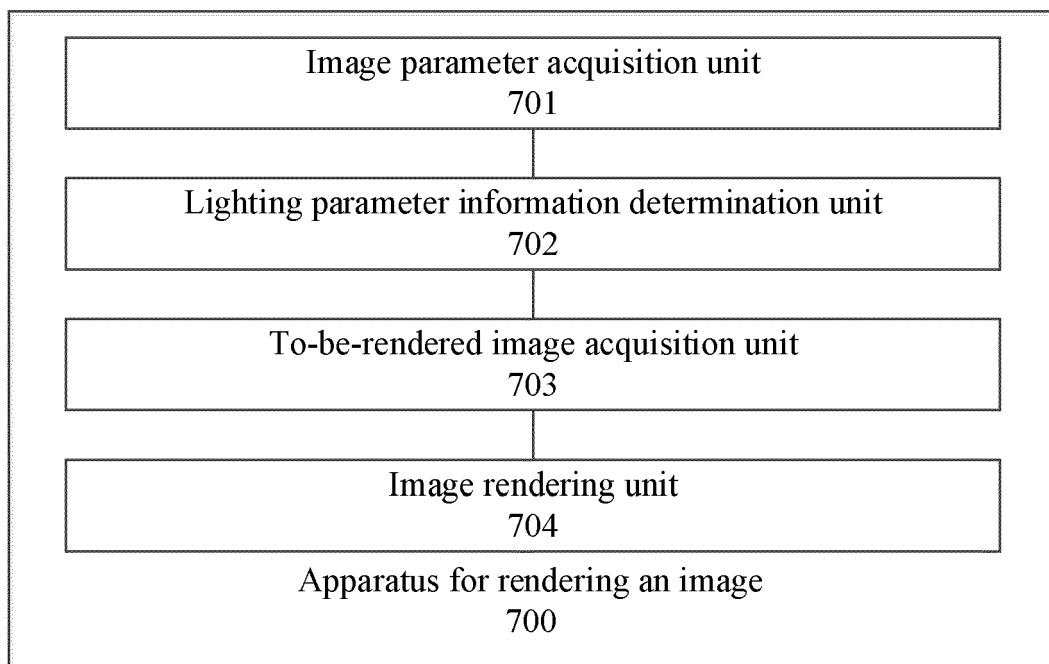 Image parameter acquisition unit
701
Lighting parameter information determination unit
702
To-be-rendered image acquisition unit
703
Image rendering unit
704
Apparatus for rendering an image
700